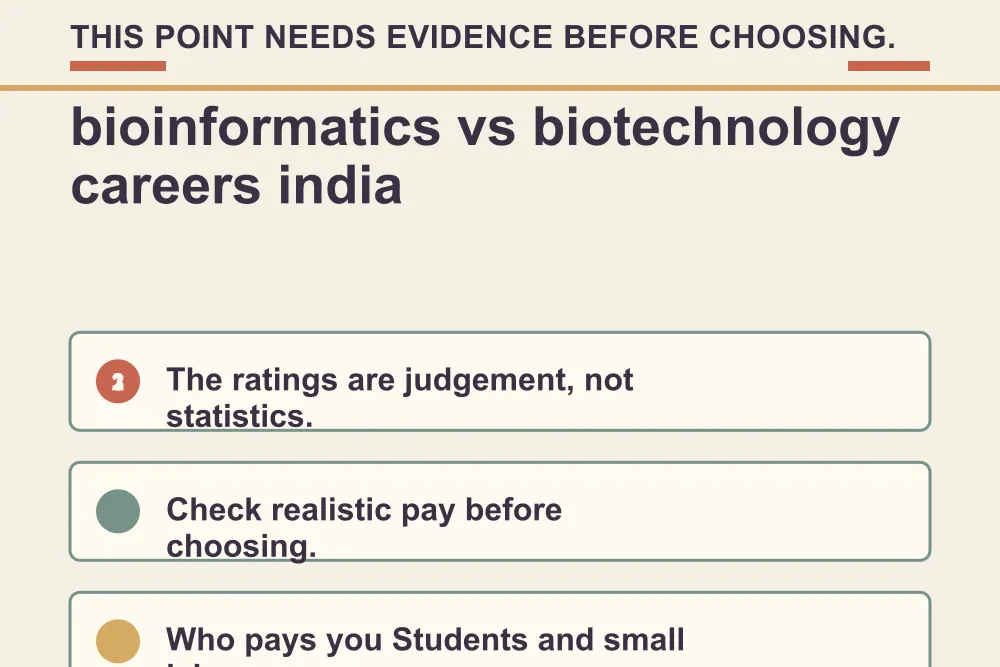 THIS POINT NEEDS EVIDENCE BEFORE CHOOSING.
bioinformatics vs biotechnology
careers india
The ratings are judgement, not
statistics.
Check realistic pay before
choosing.
Who pays you Students and small